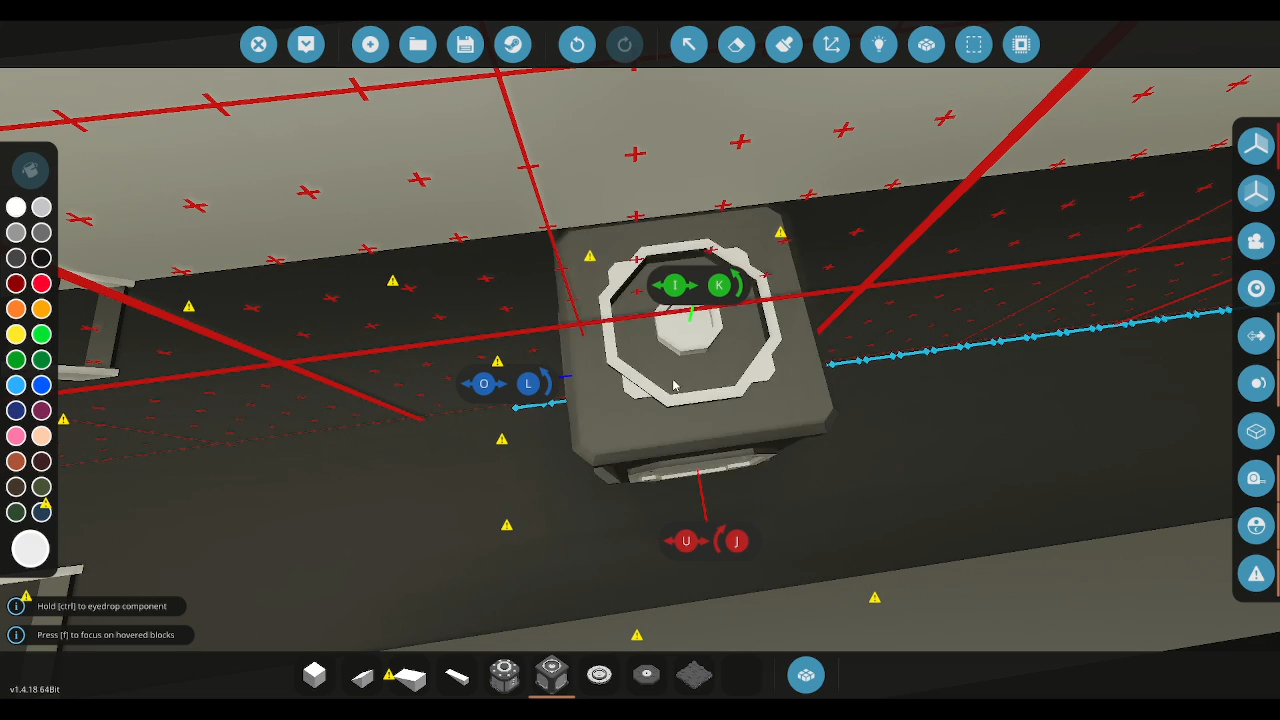 I K
O L
U J
Hold [ctrl] to eyedrop component
Press [f] to focus on hovered blocks
v1.4.18 64Bit